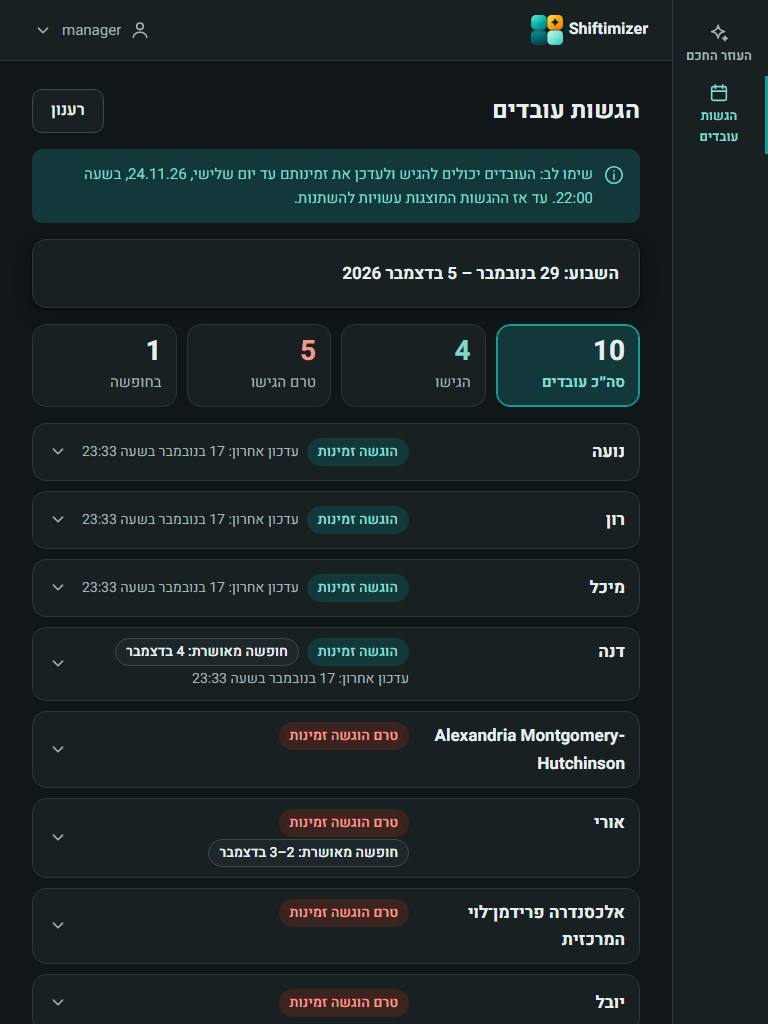 Shiftimizer
manager
העוזר החכם
הגשות
עובדים
הגשות עובדים
רענון
שימו לב: העובדים יכולים להגיש ולעדכן את זמינותם עד יום שלישי, 24.11.26, בשעה
22:00. עד אז ההגשות המוצגות עשויות להשתנות.
השבוע: 29 בנובמבר – 5 בדצמבר 2026
10
סה״כ עובדים
4
הגישו
5
טרם הגישו
1
בחופשה
נועה
הוגשה זמינות
עדכון אחרון: 17 בנובמבר בשעה 23:33
רון
הוגשה זמינות
עדכון אחרון: 17 בנובמבר בשעה 23:33
מיכל
הוגשה זמינות
עדכון אחרון: 17 בנובמבר בשעה 23:33
דנה
הוגשה זמינות
חופשה מאושרת: 4 בדצמבר
עדכון אחרון: 17 בנובמבר בשעה 23:33
Alexandria Montgomery-
Hutchinson
טרם הוגשה זמינות
אורי
טרם הוגשה זמינות
חופשה מאושרת: 2–3 בדצמבר
אלכסנדרה פרידמן־לוי
המרכזית
טרם הוגשה זמינות
יובל
טרם הוגשה זמינות